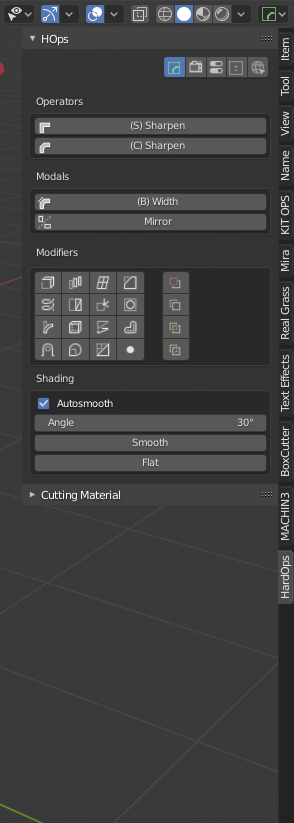 HOps
Operators
(S) Sharpen
(C) Sharpen
Modals
(B) Width
Mirror
Modifiers
Shading
Autosmooth
Angle 30°
Smooth
Flat
Cutting Material
Item
Tool
View
Name
KIT OPS
Mira
Real Grass
Text Effects
BoxCutter
MACHIN3
HardOps